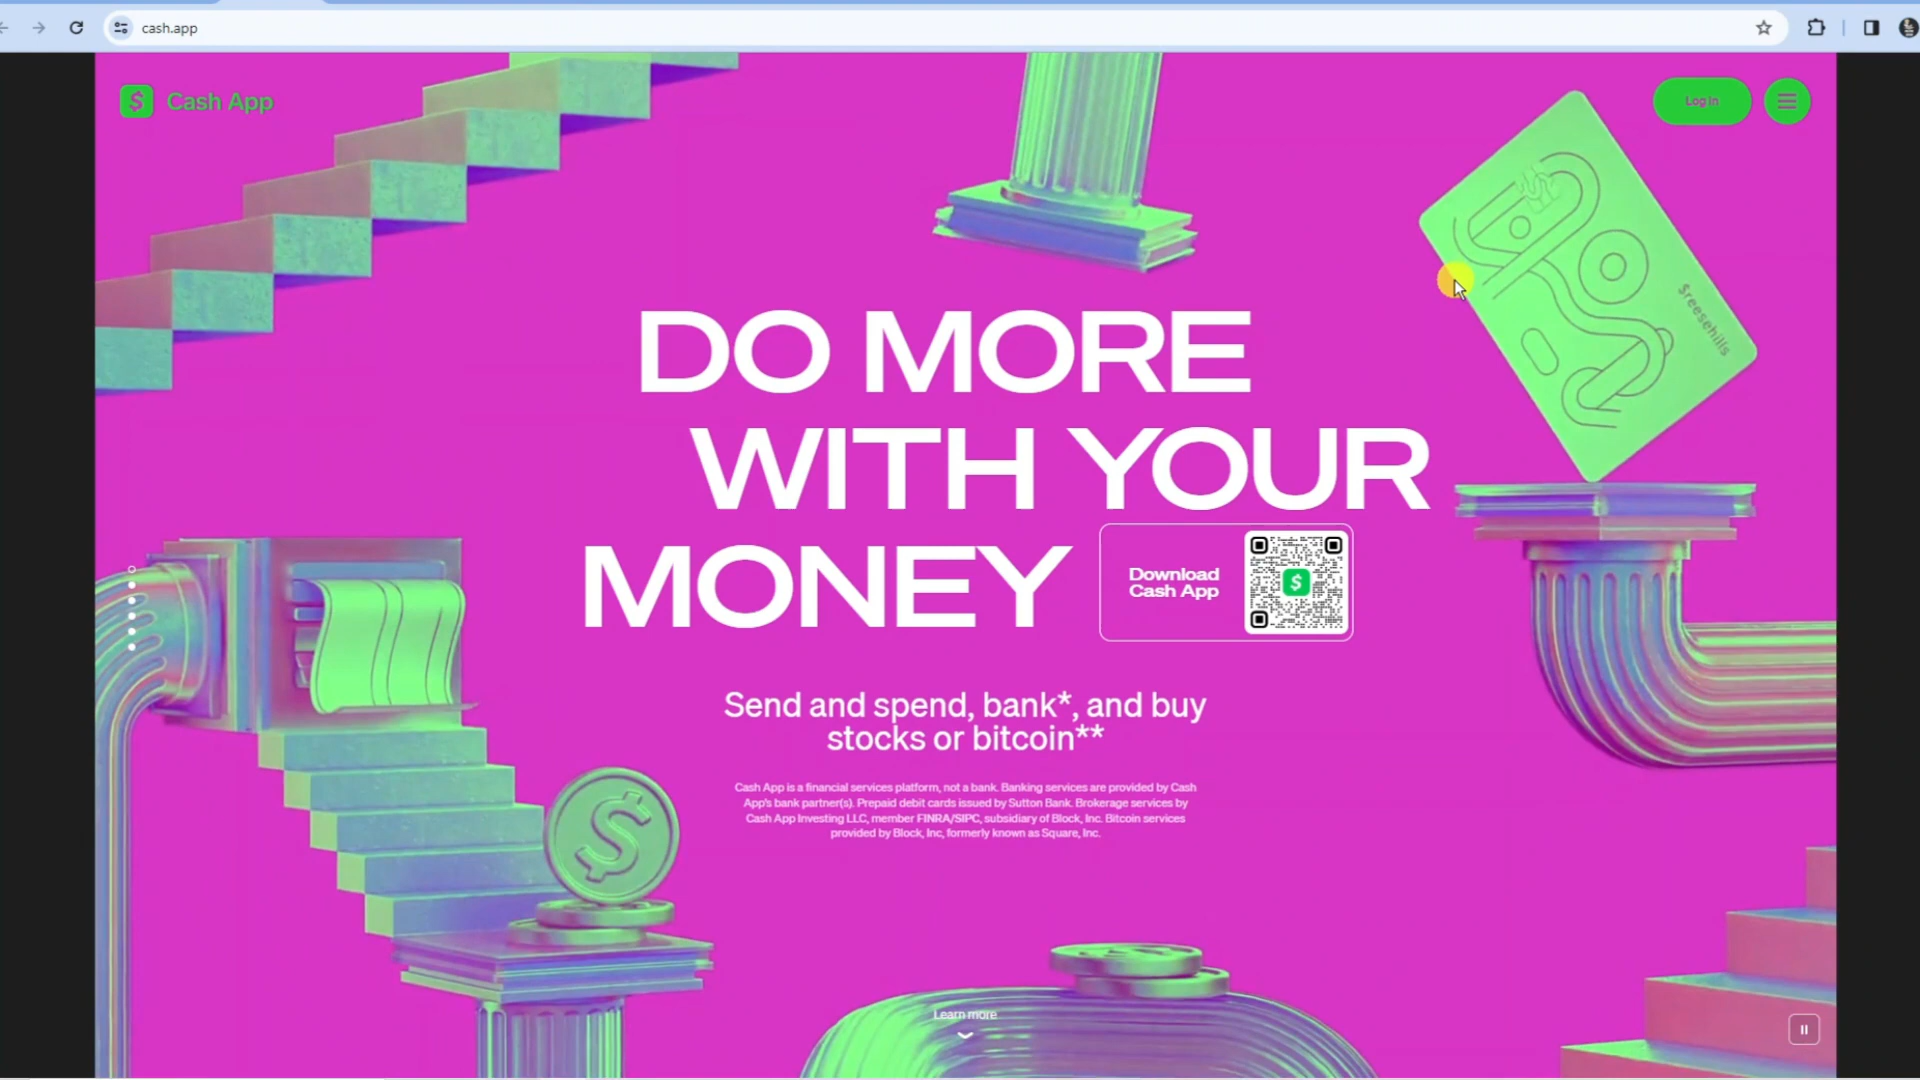 cash.app
$ Cash App
Log In
$reesehills
DO MORE
WITH YOUR
MONEY
Download
Cash App
$
Send and spend, bank*, and buy
stocks or bitcoin**
Cash App is a financial services platform, not a bank. Banking services are provided by Cash
App's bank partner(s). Prepaid debit cards issued by Sutton Bank. Brokerage services by
Cash App Investing LLC, member FINRA/SIPC, subsidiary of Block, Inc. Bitcoin services
provided by Block, Inc, formerly known as Square, Inc.
$
Learn more